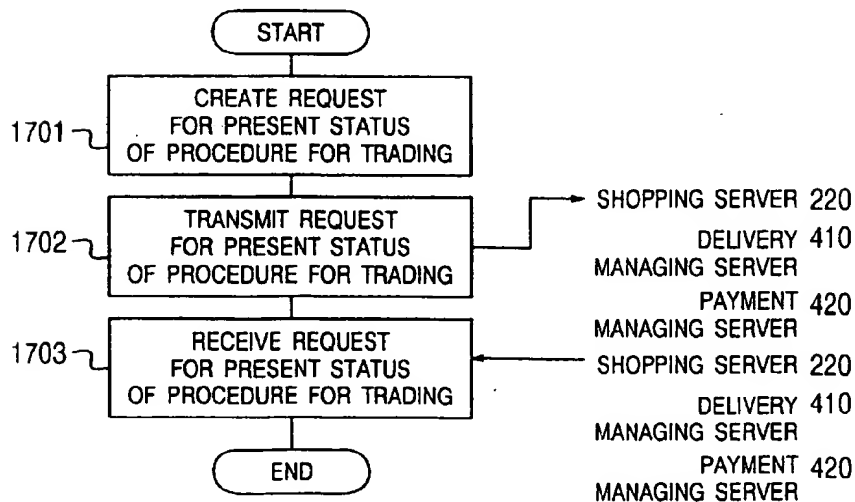 START
CREATE REQUEST
FOR PRESENT STATUS
OF PROCEDURE FOR TRADING
1701
TRANSMIT REQUEST
FOR PRESENT STATUS
OF PROCEDURE FOR TRADING
1702
SHOPPING SERVER 220
DELIVERY 410
MANAGING SERVER
PAYMENT 420
MANAGING SERVER
RECEIVE REQUEST
FOR PRESENT STATUS
OF PROCEDURE FOR TRADING
1703
SHOPPING SERVER 220
DELIVERY 410
MANAGING SERVER
PAYMENT 420
MANAGING SERVER
END